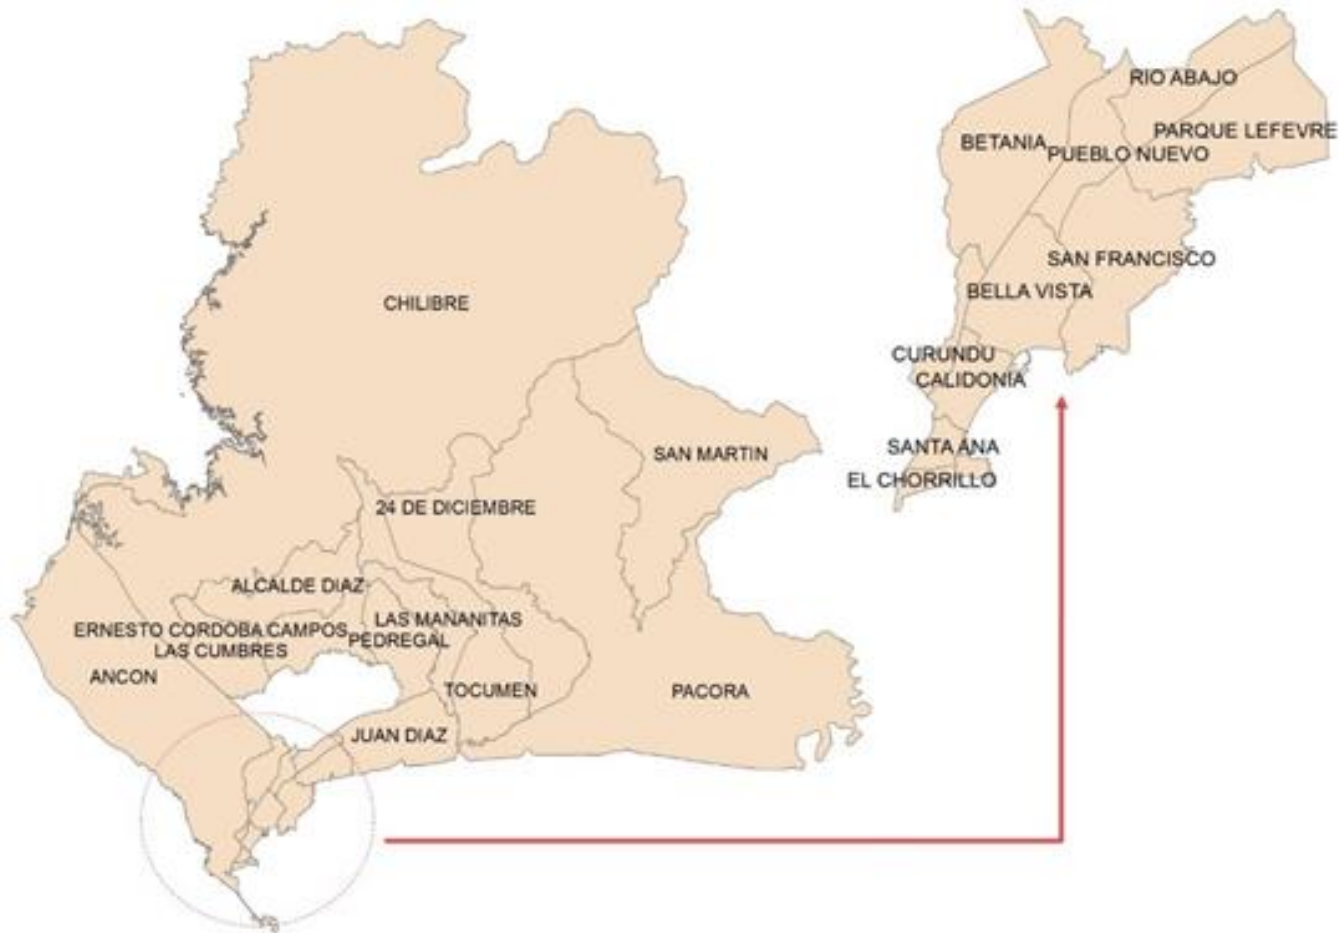 RIO ABAJO
PARQUE LEFEVRE
BETANIA
PUEBLO NUEVO
SAN FRANCISCO
BELLA VISTA
CHILIBRE
CURUNDU
CALIDONIA
SANTA ANA
SAN MARTIN
EL CHORRILLO
24 DE DICIEMBRE
ALCALDE DIAZ
LAS MAÑANITAS
ERNESTO CORDOBA CAMPOS
PEDREGAL
LAS CUMBRES
ANCON
TOCUMEN
PACORA
JUAN DIAZ